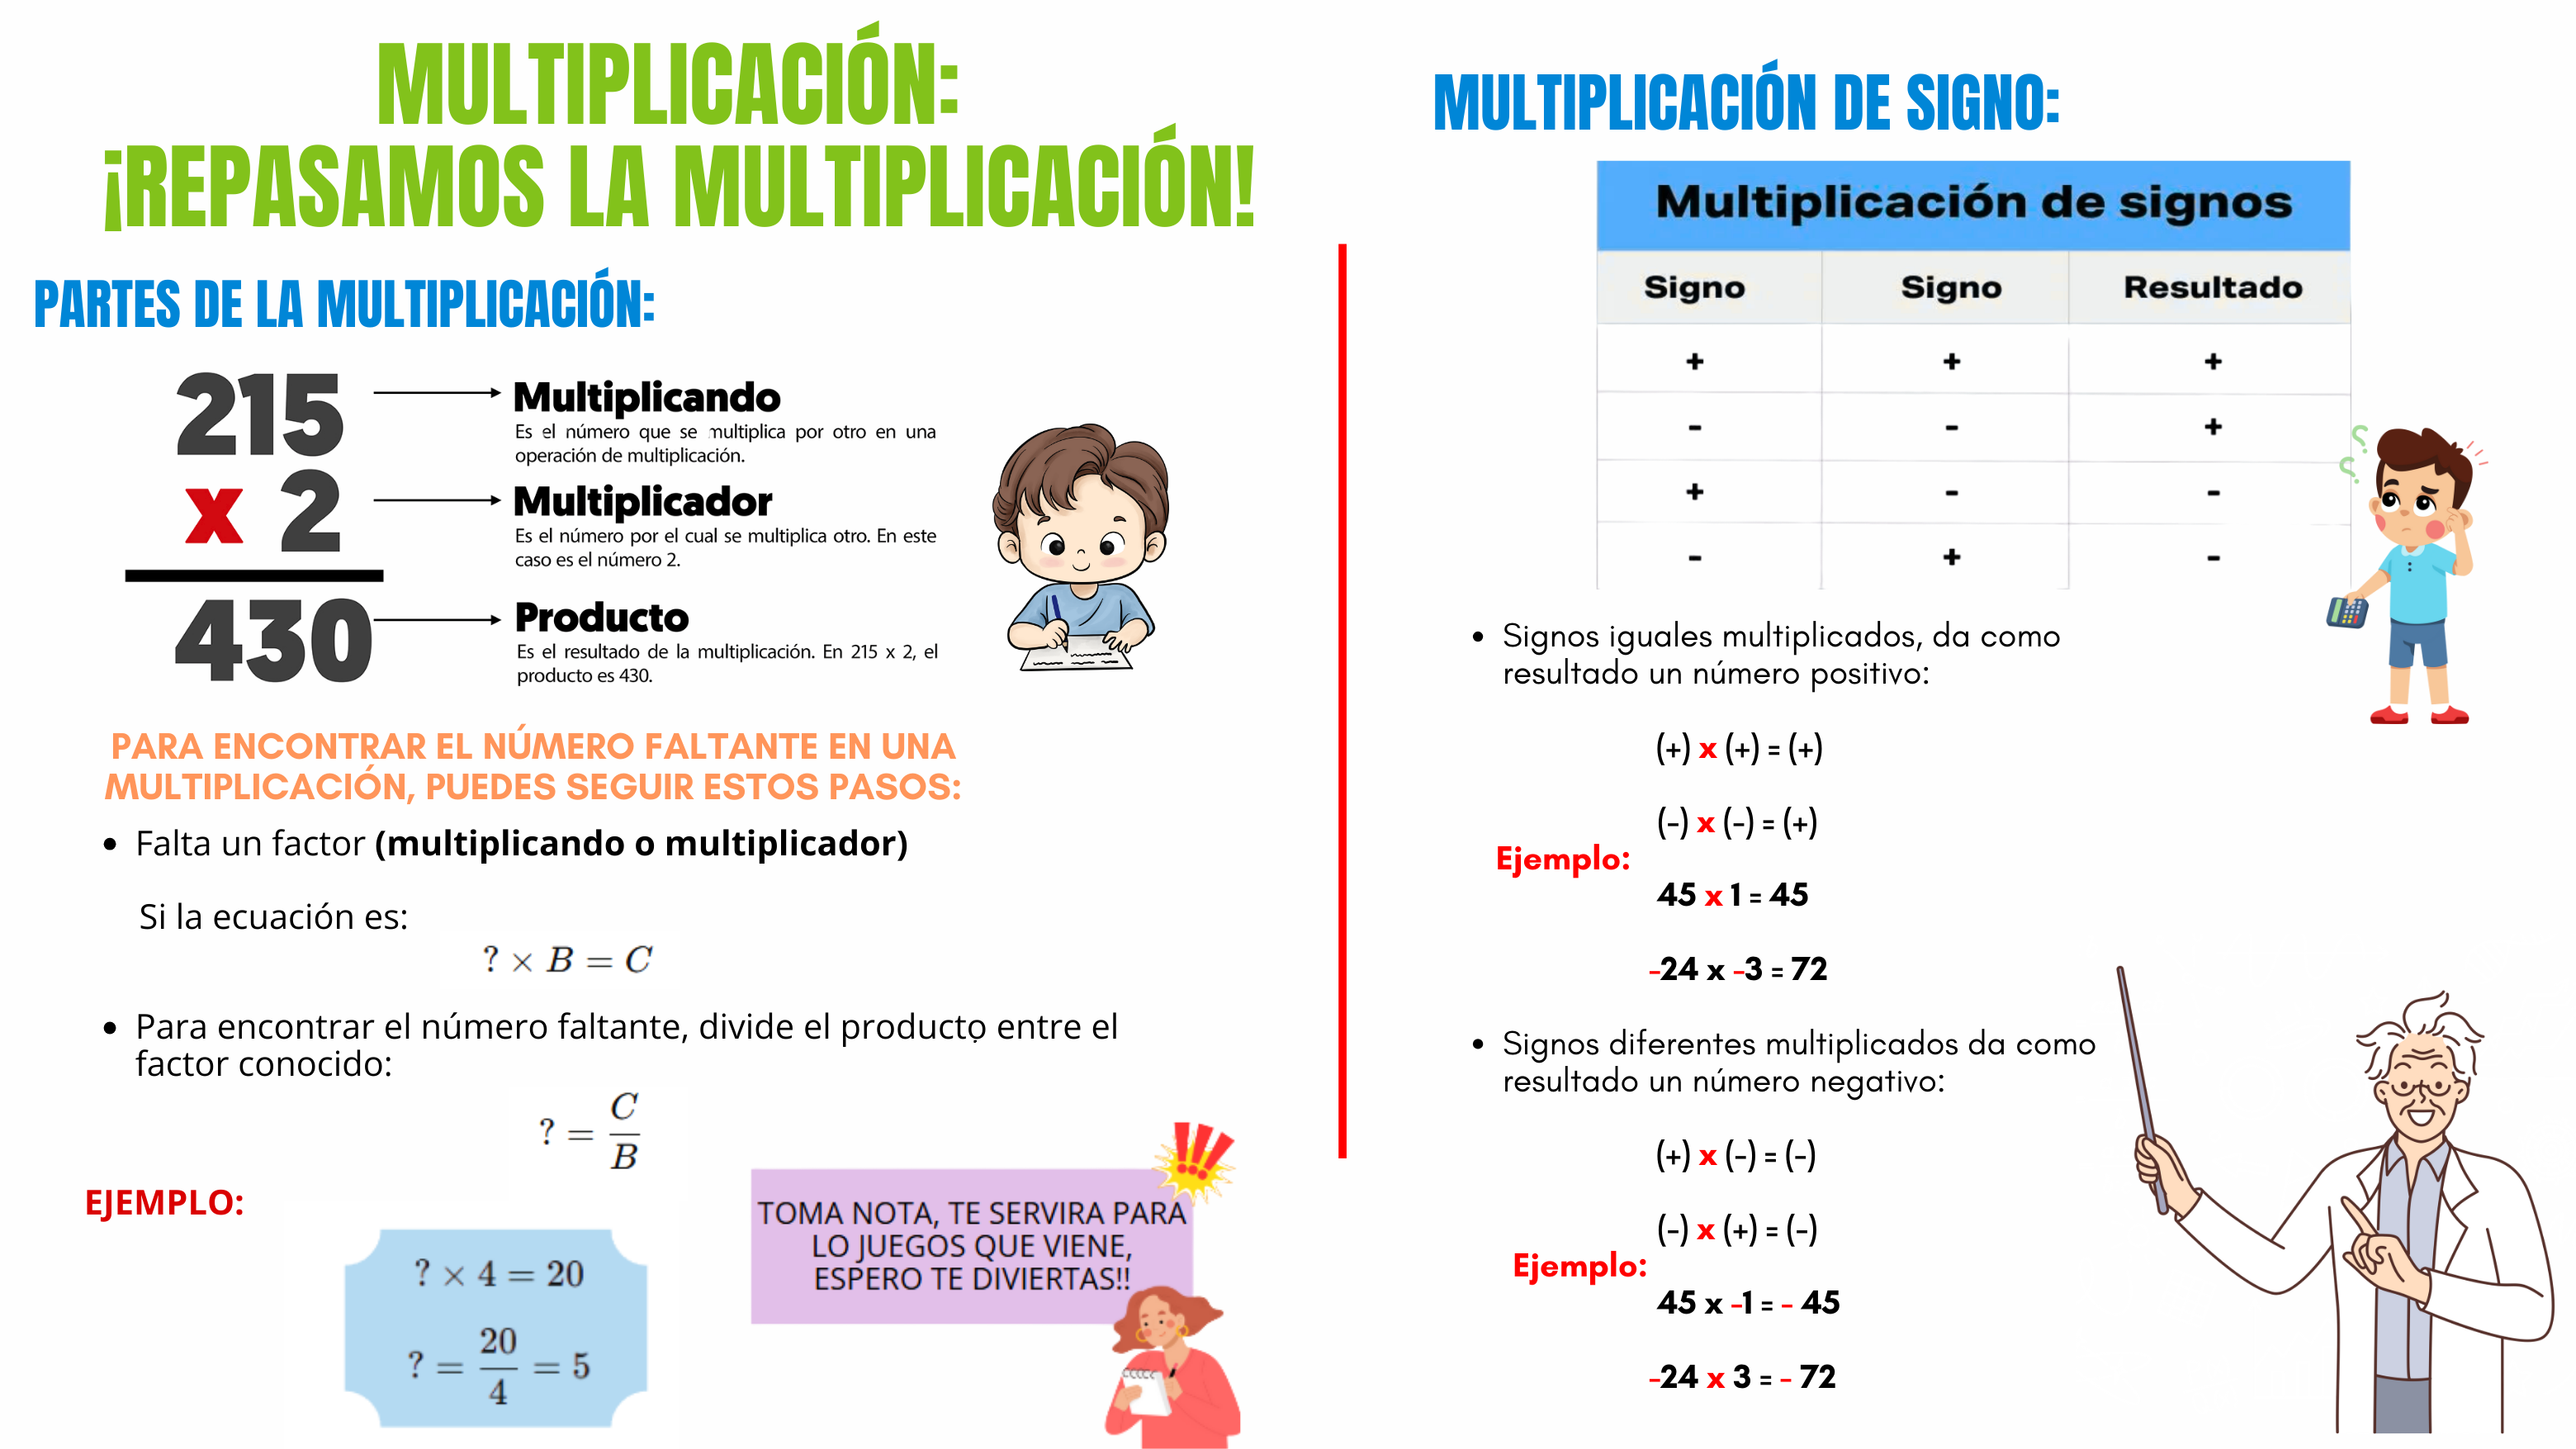 MULTIPLICACIÓN:
¡REPASAMOS LA MULTIPLICACIÓN!
PARTES DE LA MULTIPLICACIÓN:
215
x 2
430
Multiplicando
Es el número que se multiplica por otro en una
operación de multiplicación.
Multiplicador
Es el número por el cual se multiplica otro. En este
caso es el número 2.
Producto
Es el resultado de la multiplicación. En 215 x 2, el
producto es 430.
PARA ENCONTRAR EL NÚMERO FALTANTE EN UNA
MULTIPLICACIÓN, PUEDES SEGUIR ESTOS PASOS:
• Falta un factor (multiplicando o multiplicador)
Si la ecuación es:
? × B = C
• Para encontrar el número faltante, divide el producto entre el
factor conocido:
? = C/B
EJEMPLO:
? × 4 = 20
? = 20/4 = 5
TOMA NOTA, TE SERVIRA PARA
LO JUEGOS QUE VIENE,
ESPERO TE DIVIERTAS!!
MULTIPLICACIÓN DE SIGNO:
Multiplicación de signos
Signo Signo Resultado
+ + +
- - +
+ - -
- + -
• Signos iguales multiplicados, da como
resultado un número positivo:
(+) x (+) = (+)
(-) x (-) = (+)
Ejemplo:
45 x 1 = 45
-24 x -3 = 72
• Signos diferentes multiplicados da como
resultado un número negativo:
(+) x (-) = (-)
(-) x (+) = (-)
Ejemplo:
45 x -1 = - 45
-24 x 3 = - 72